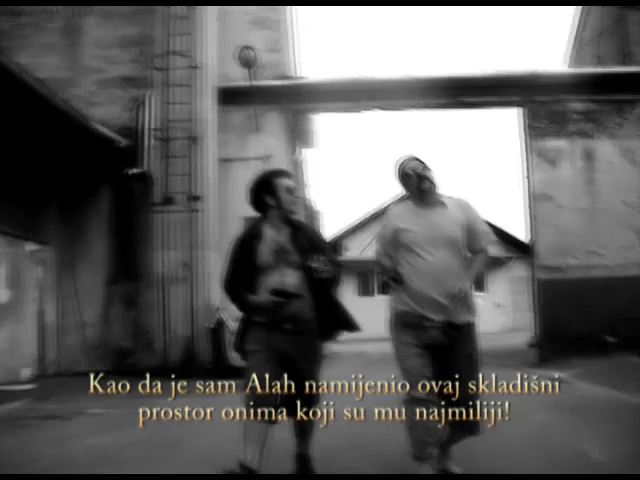 Kao da je sam Alah namijenio ovaj skladišni
prostor onima koji su mu najmiliji!